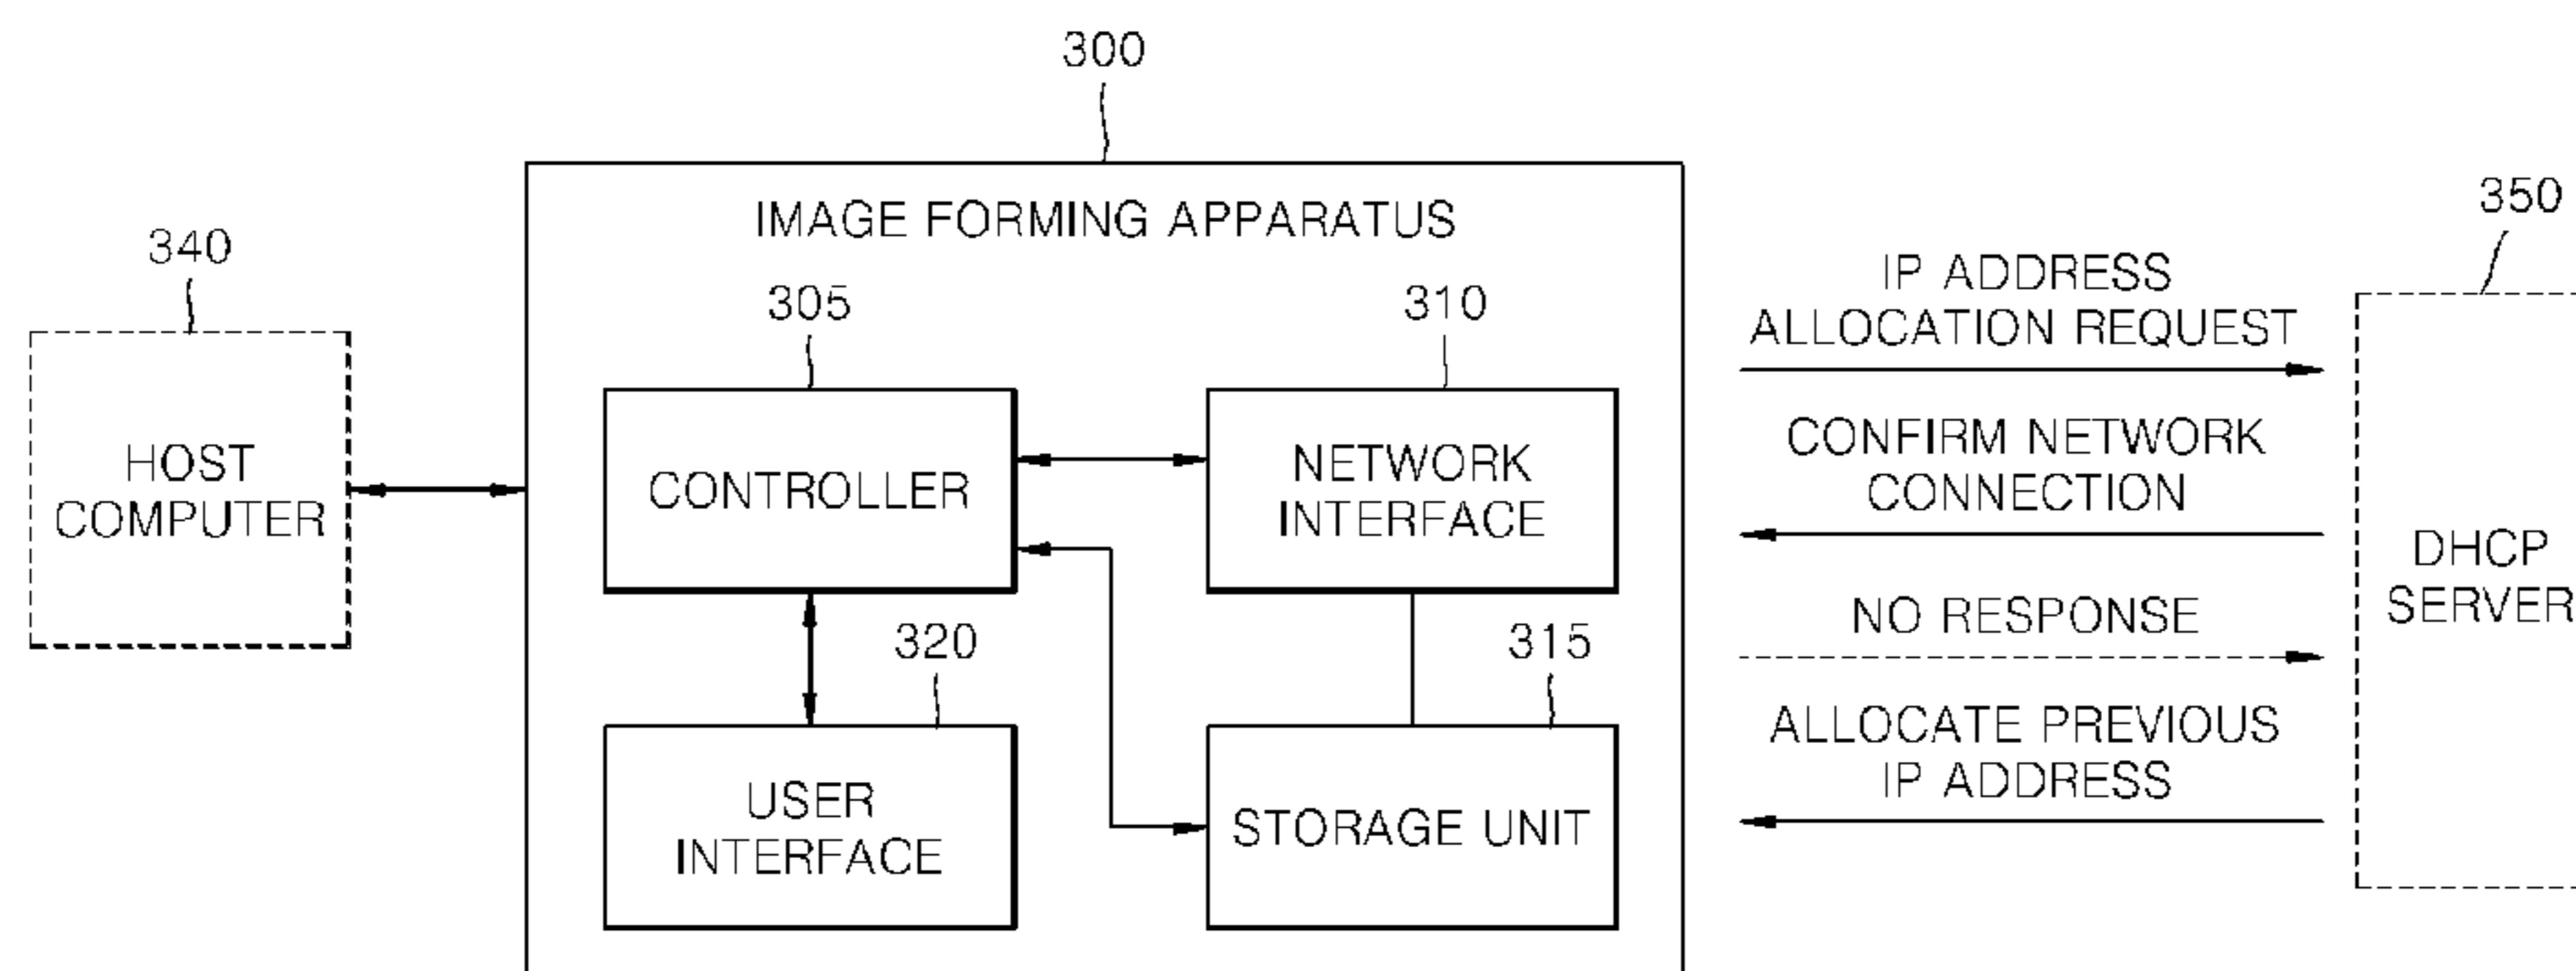 300
IMAGE FORMING APPARATUS
340
HOST
COMPUTER
305
CONTROLLER
310
NETWORK
INTERFACE
320
USER
INTERFACE
315
STORAGE UNIT
IP ADDRESS
ALLOCATION REQUEST
CONFIRM NETWORK
CONNECTION
NO RESPONSE
ALLOCATE PREVIOUS
IP ADDRESS
350
DHCP
SERVER